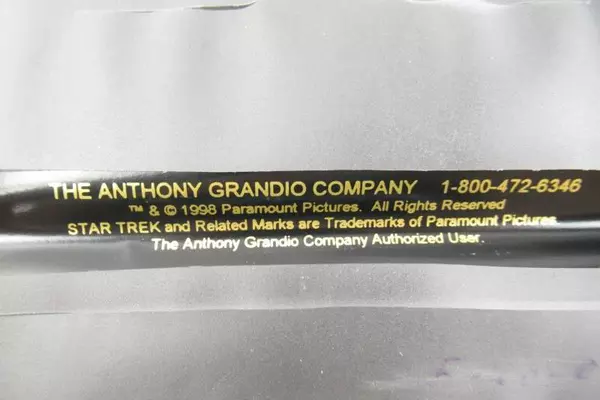 THE ANTHONY GRANDIO COMPANY 1-800-472-6346
™ & © 1998 Paramount Pictures. All Rights Reserved
STAR TREK and Related Marks are Trademarks of Paramount Pictures.
The Anthony Grandio Company Authorized User.